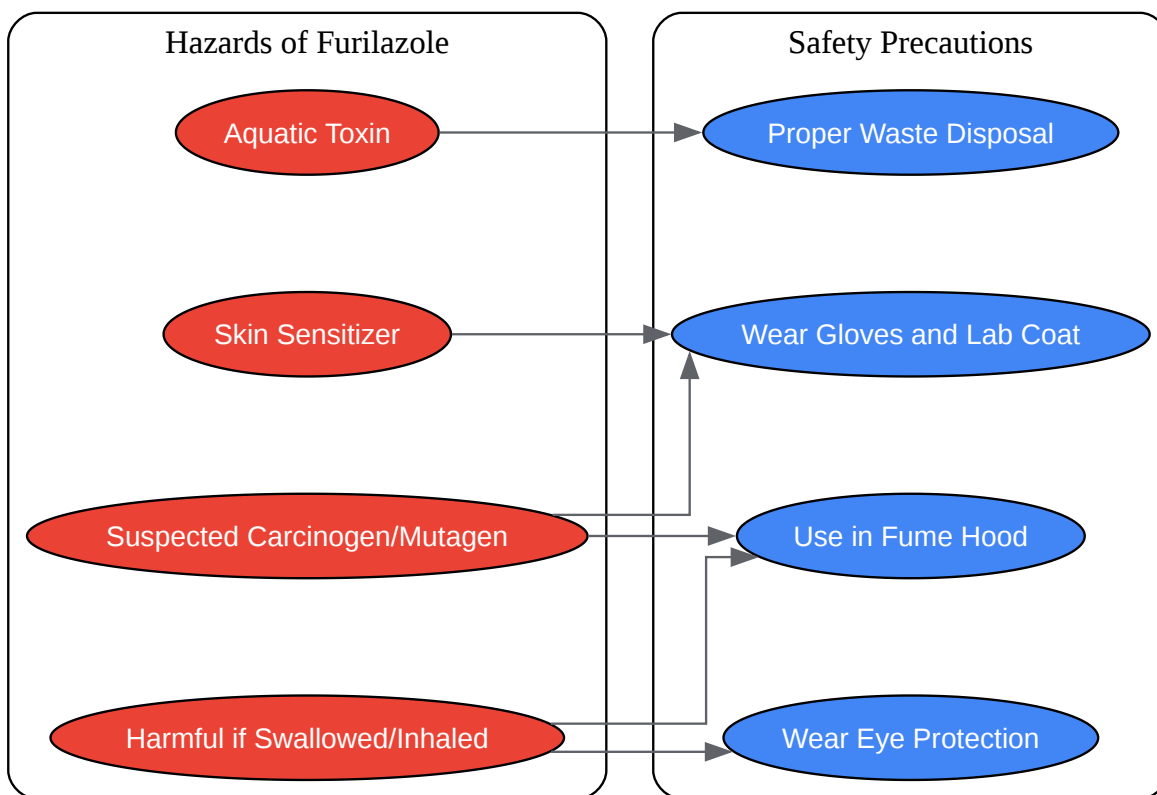 Hazards of Furilazole
Safety Precautions
Aquatic Toxin
Proper Waste Disposal
Skin Sensitizer
Wear Gloves and Lab Coat
Suspected Carcinogen/Mutagen
Use in Fume Hood
Harmful if Swallowed/Inhaled
Wear Eye Protection